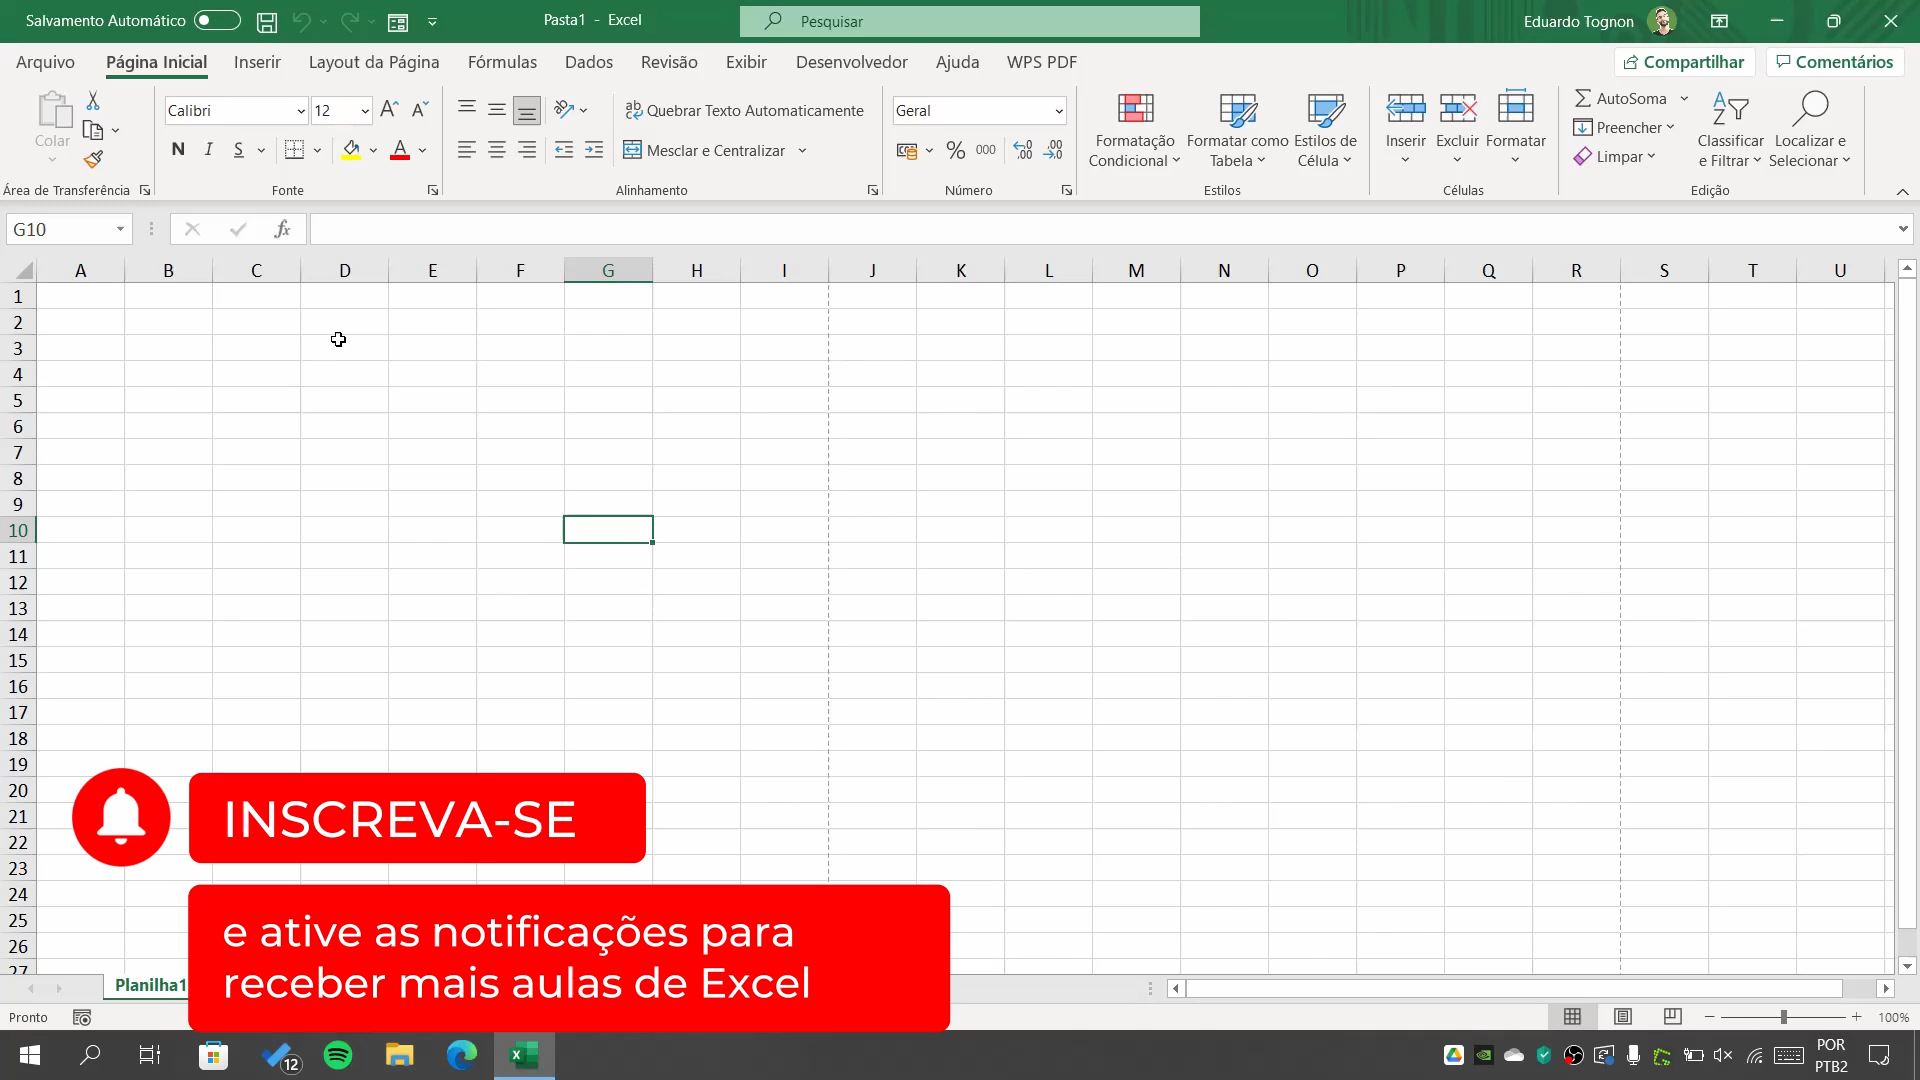 Salvamento Automático
Pasta1 - Excel
Pesquisar
Eduardo Tognon
Arquivo
Página Inicial
Inserir
Layout da Página
Fórmulas
Dados
Revisão
Exibir
Desenvolvedor
Ajuda
WPS PDF
Compartilhar
Comentários
Colar
Área de Transferência
Calibri
12
N I S
A
Fonte
ab Quebrar Texto Automaticamente
Mesclar e Centralizar
Alinhamento
Geral
% 000
Número
Formatação Condicional
Formatar como Tabela
Estilos de Célula
Estilos
Inserir
Excluir
Formatar
Células
AutoSoma
Preencher
Limpar
Classificar e Filtrar
Localizar e Selecionar
Edição
G10
fx
A B C D E F G H I J K L M N O P Q R S T U
1
2
3
4
5
6
7
8
9
10
11
12
13
14
15
16
17
18
19
20
21
22
23
24
25
26
27
INSCREVA-SE
e ative as notificações para
receber mais aulas de Excel
Planilha1
Pronto
100%
12
POR
PTB2